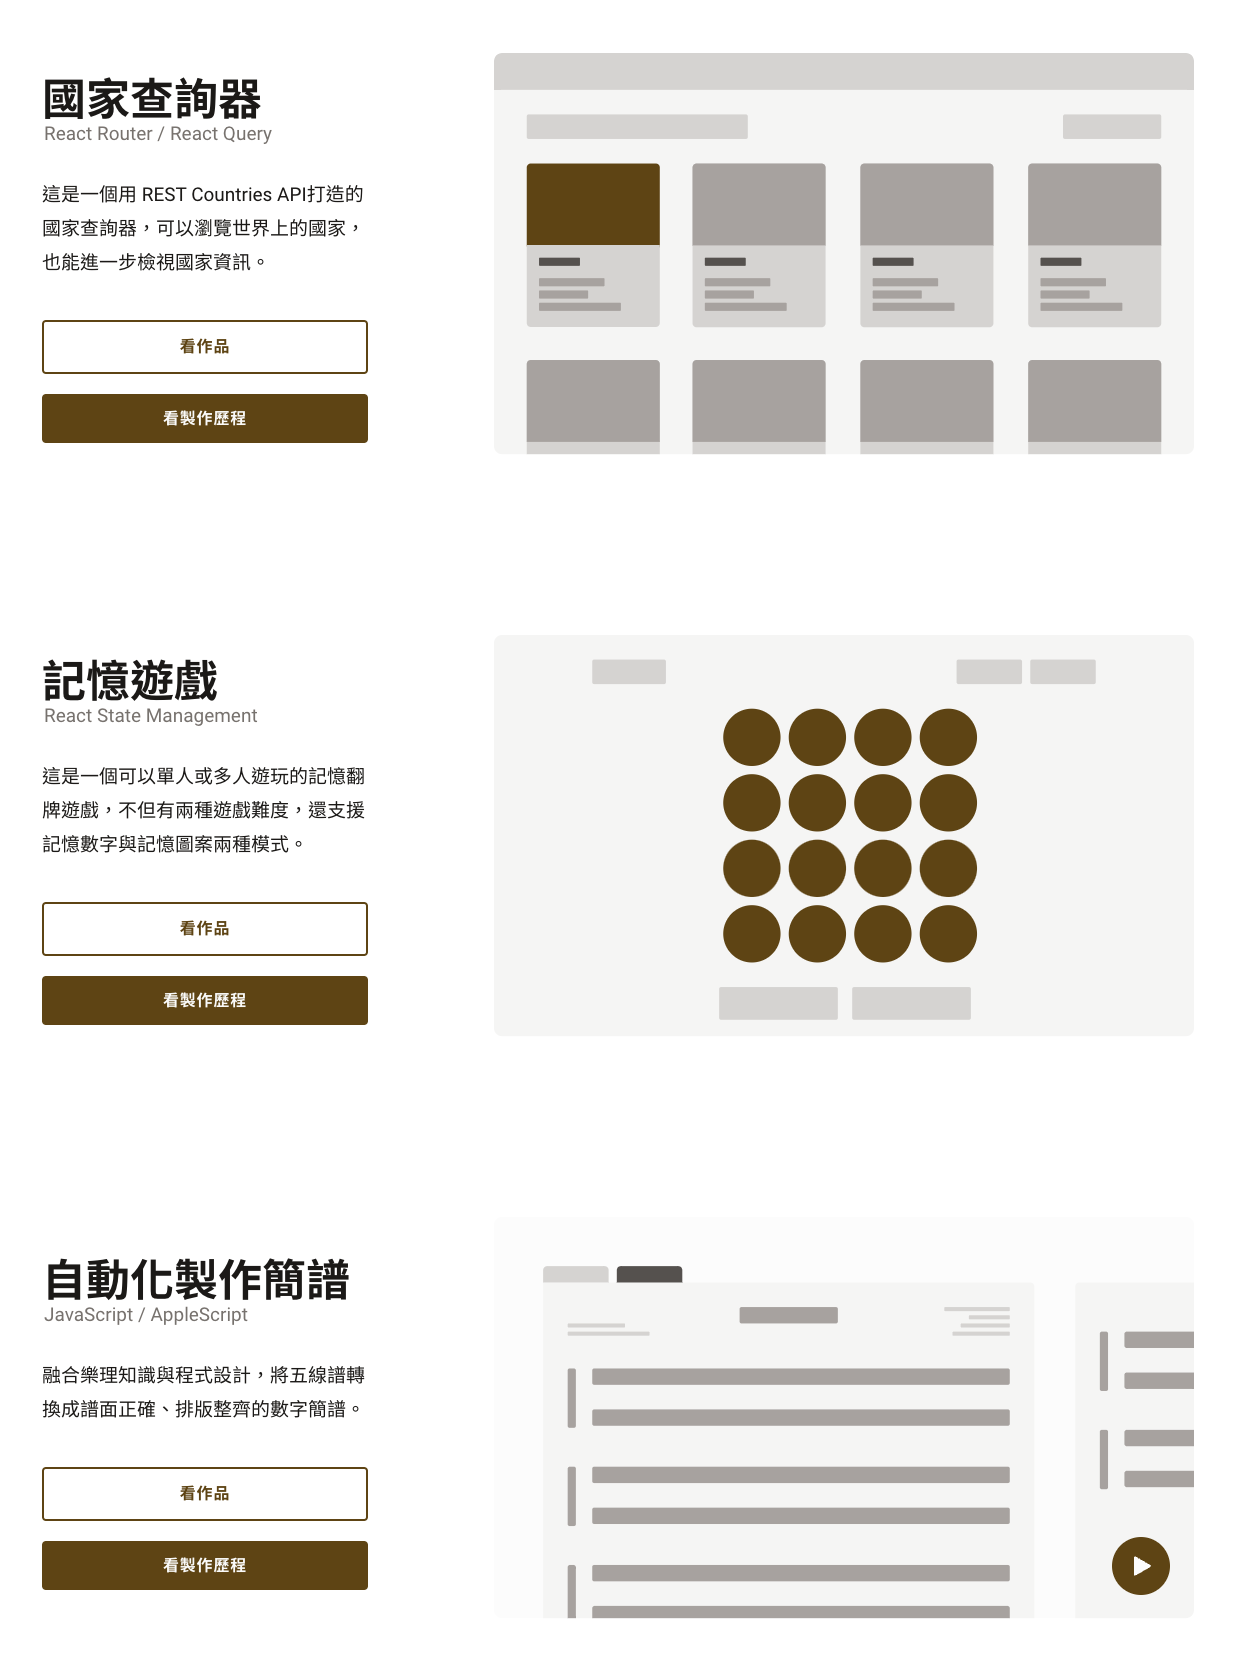 國家查詢器
React Router / React Query
這是一個用 REST Countries API打造的
國家查詢器，可以瀏覽世界上的國家，
也能進一步檢視國家資訊。
看作品
看製作歷程
記憶遊戲
React State Management
這是一個可以單人或多人遊玩的記憶翻
牌遊戲，不但有兩種遊戲難度，還支援
記憶數字與記憶圖案兩種模式。
看作品
看製作歷程
自動化製作簡譜
JavaScript / AppleScript
融合樂理知識與程式設計，將五線譜轉
換成譜面正確、排版整齊的數字簡譜。
看作品
看製作歷程